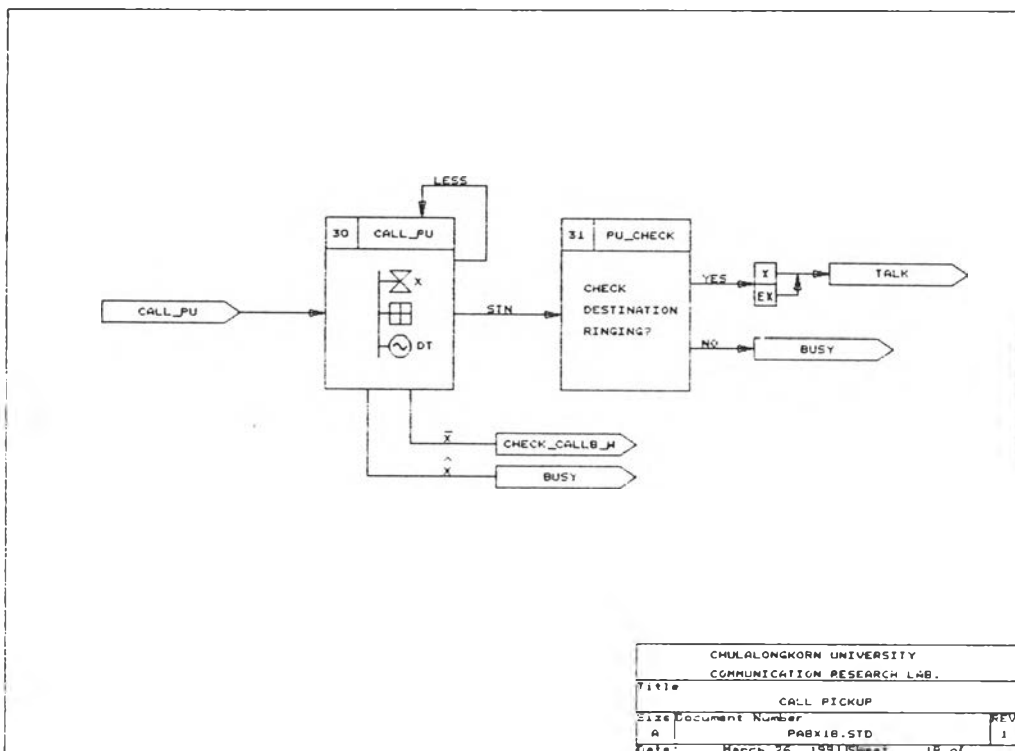 LESS
30 CALL_PU
X
DT
CALL_PU
STN
31 PU_CHECK
CHECK
DESTINATION
RINGING?
YES
X
EX
TALK
NO
BUSY
X̄
CHECK_CALLB_H
X̂
BUSY
CHULALONGKORN UNIVERSITY
COMMUNICATION RESEARCH LAB.
Title
CALL PICKUP
Size Document Number REV
A PABX18.STD 1
Date: March 26, 1991 Sheet 18 of